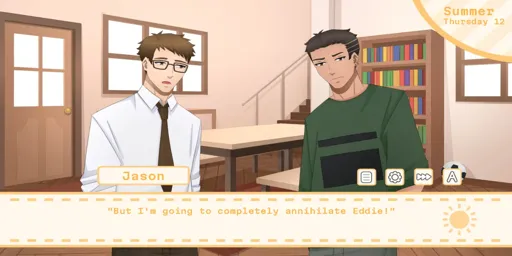 Summer
Thursday 12
Jason
A
"But I'm going to completely annihilate Eddie!"